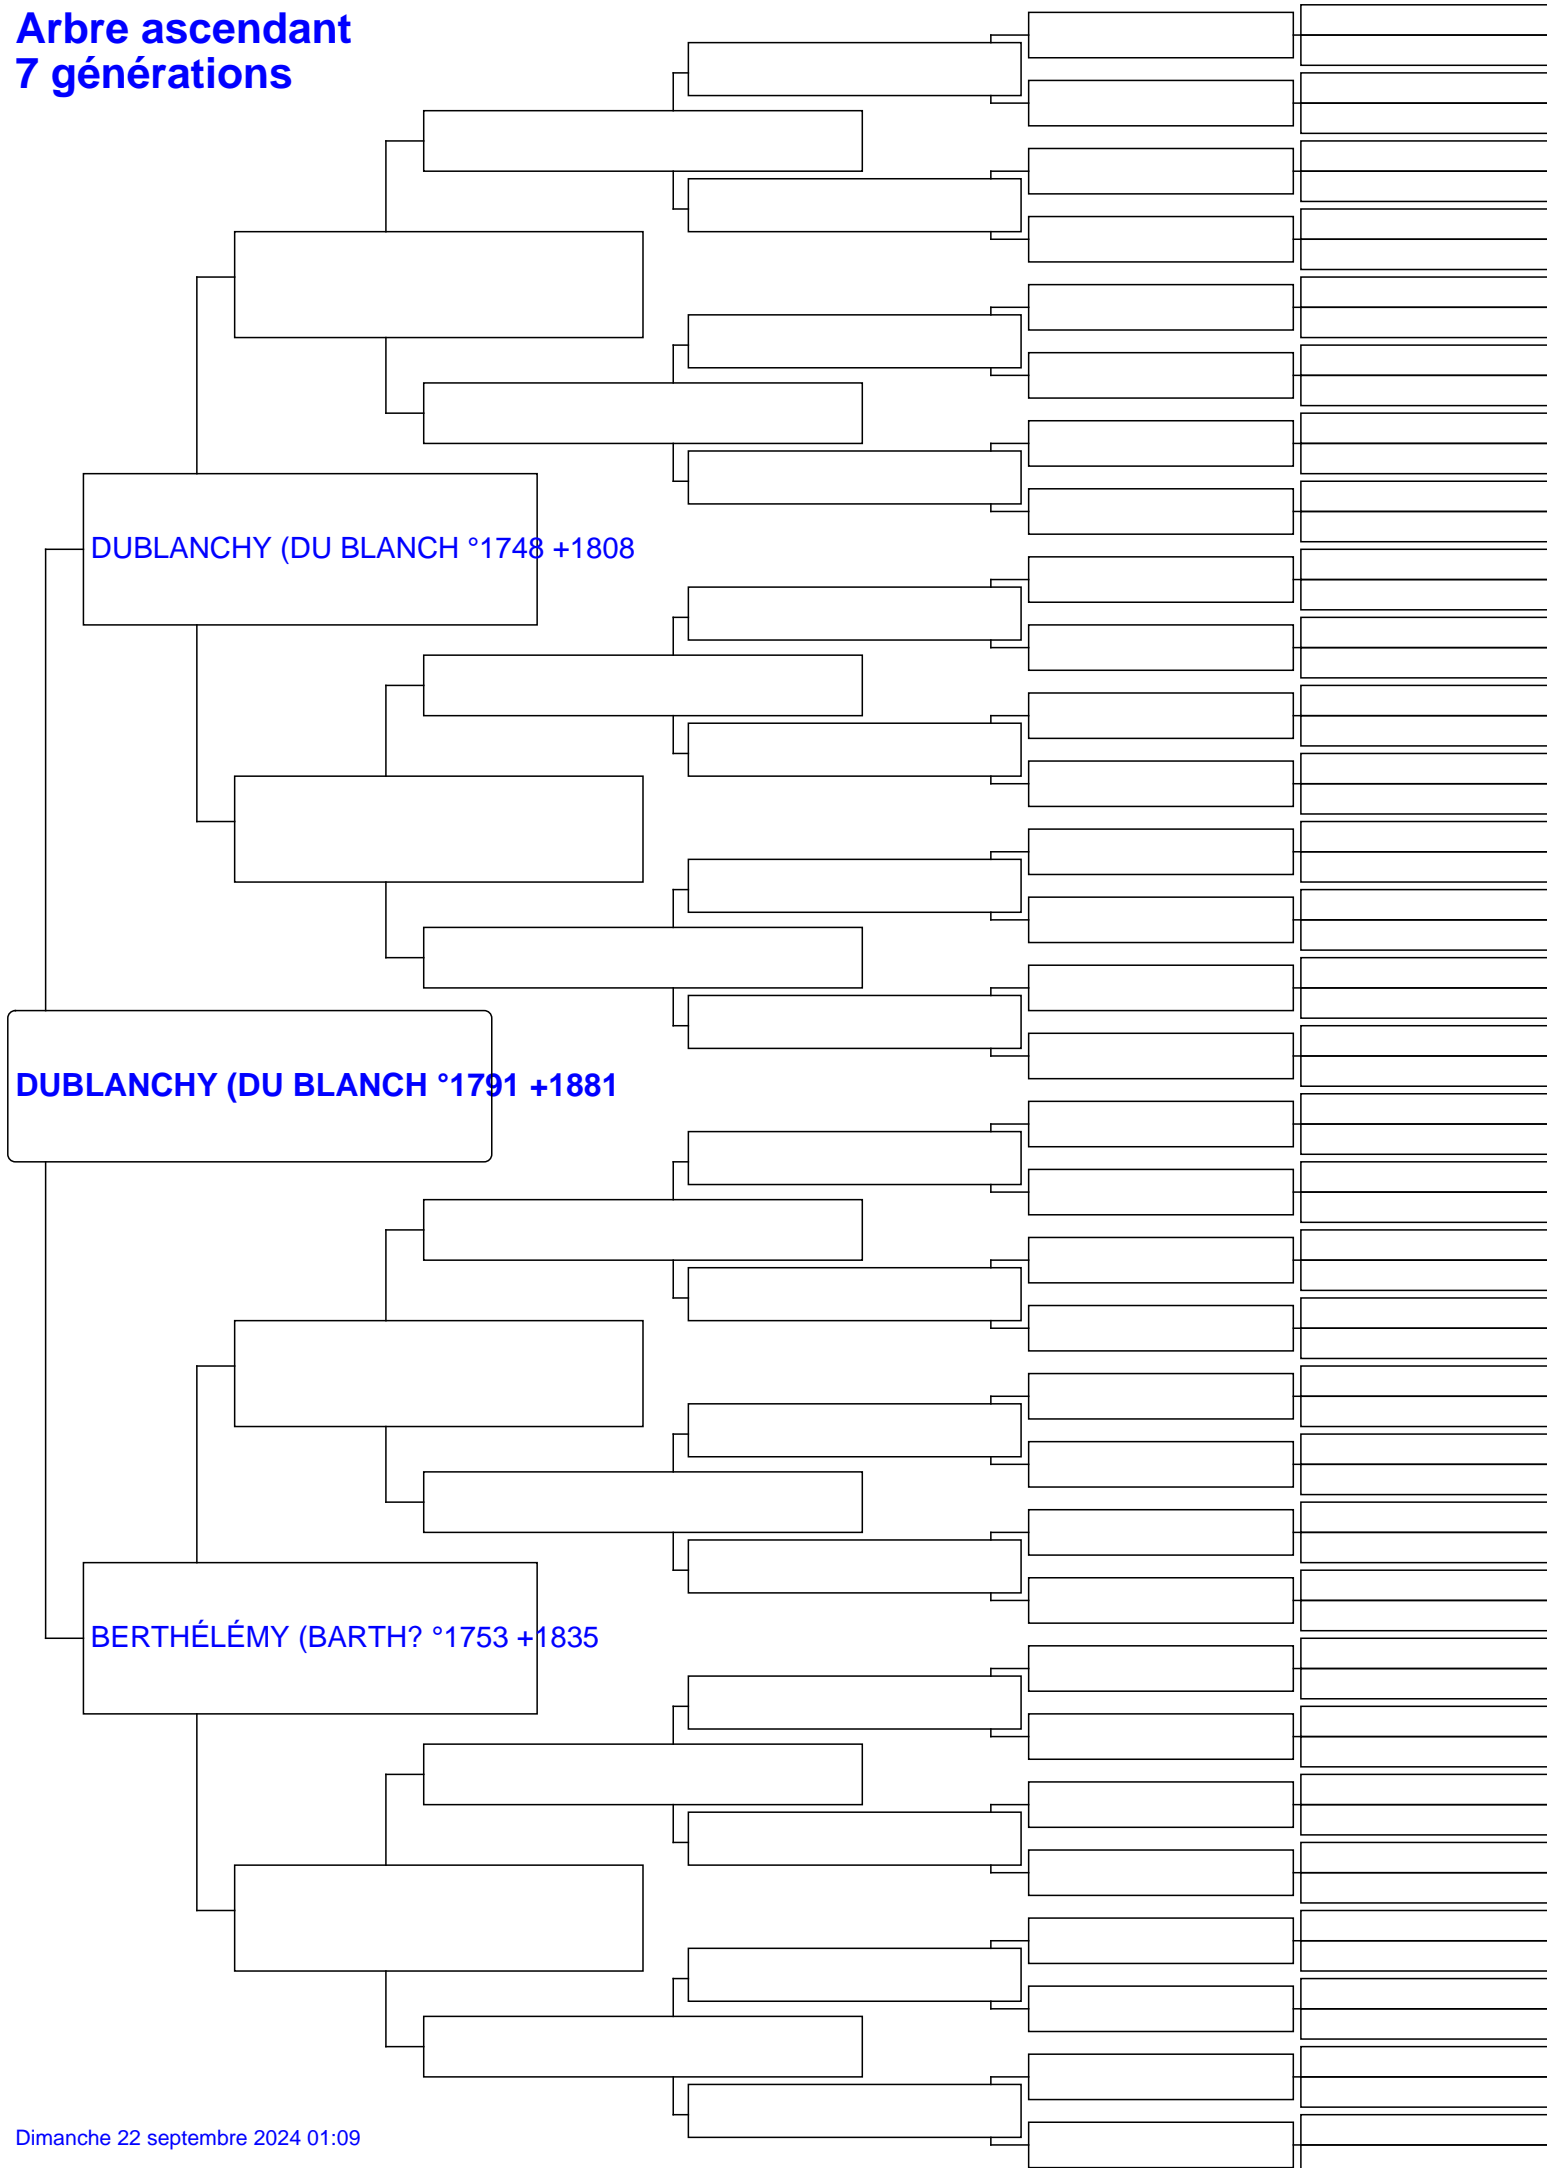 Arbre ascendant
7 générations
DUBLANCHY (DU BLANCH °1748 +1808
DUBLANCHY (DU BLANCH °1791 +1881
BERTHÉLÉMY (BARTH? °1753 +1835
Dimanche 22 septembre 2024 01:09